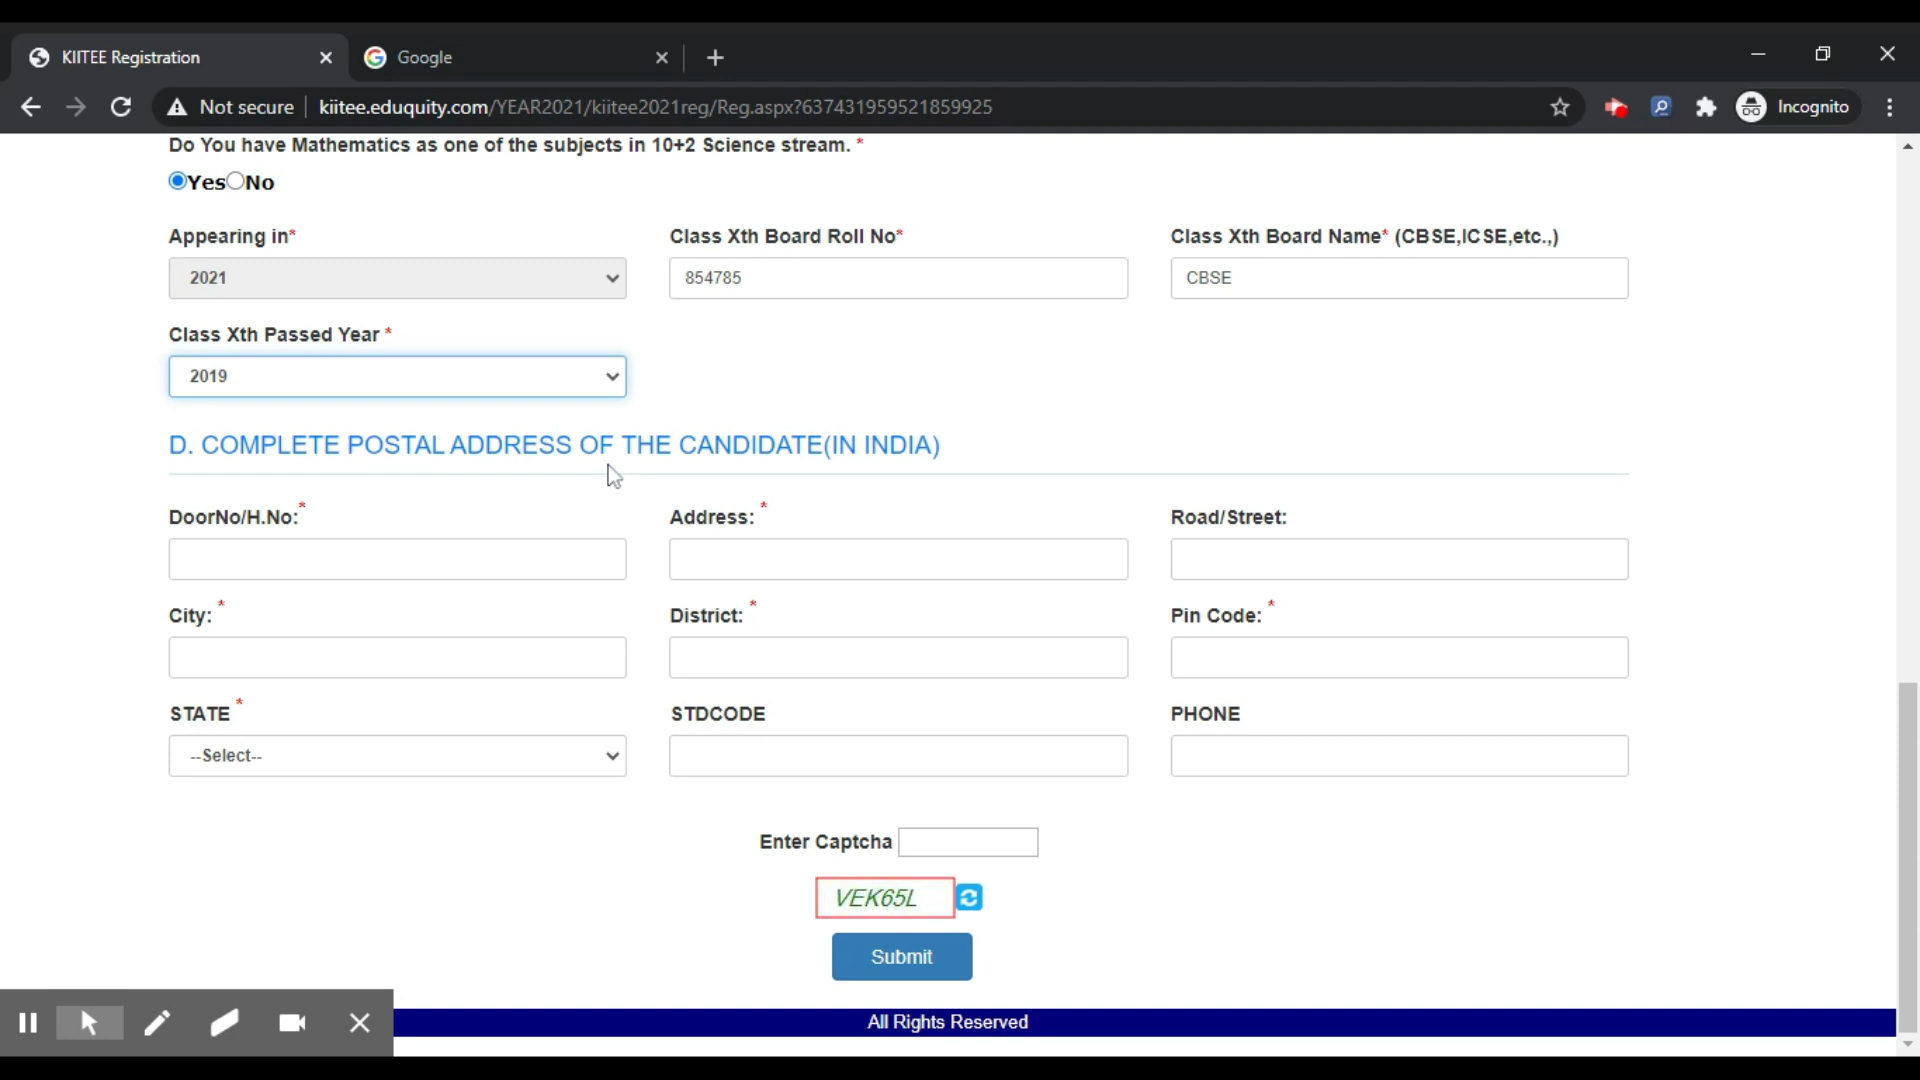 KIITEE Registration
Google
Not secure
kiitee.eduquity.com/YEAR2021/kiitee2021reg/Reg.aspx?637431959521859925
Incognito
Do You have Mathematics as one of the subjects in 10+2 Science stream. *
Yes No
Appearing in* Class Xth Board Roll No* Class Xth Board Name* (CBSE,ICSE,etc.,)
2021 854785 CBSE
Class Xth Passed Year *
2019
D. COMPLETE POSTAL ADDRESS OF THE CANDIDATE(IN INDIA)
DoorNo/H.No:* Address: * Road/Street:
City: * District: * Pin Code: *
STATE * STDCODE PHONE
--Select--
Enter Captcha
VEK65L
Submit
All Rights Reserved